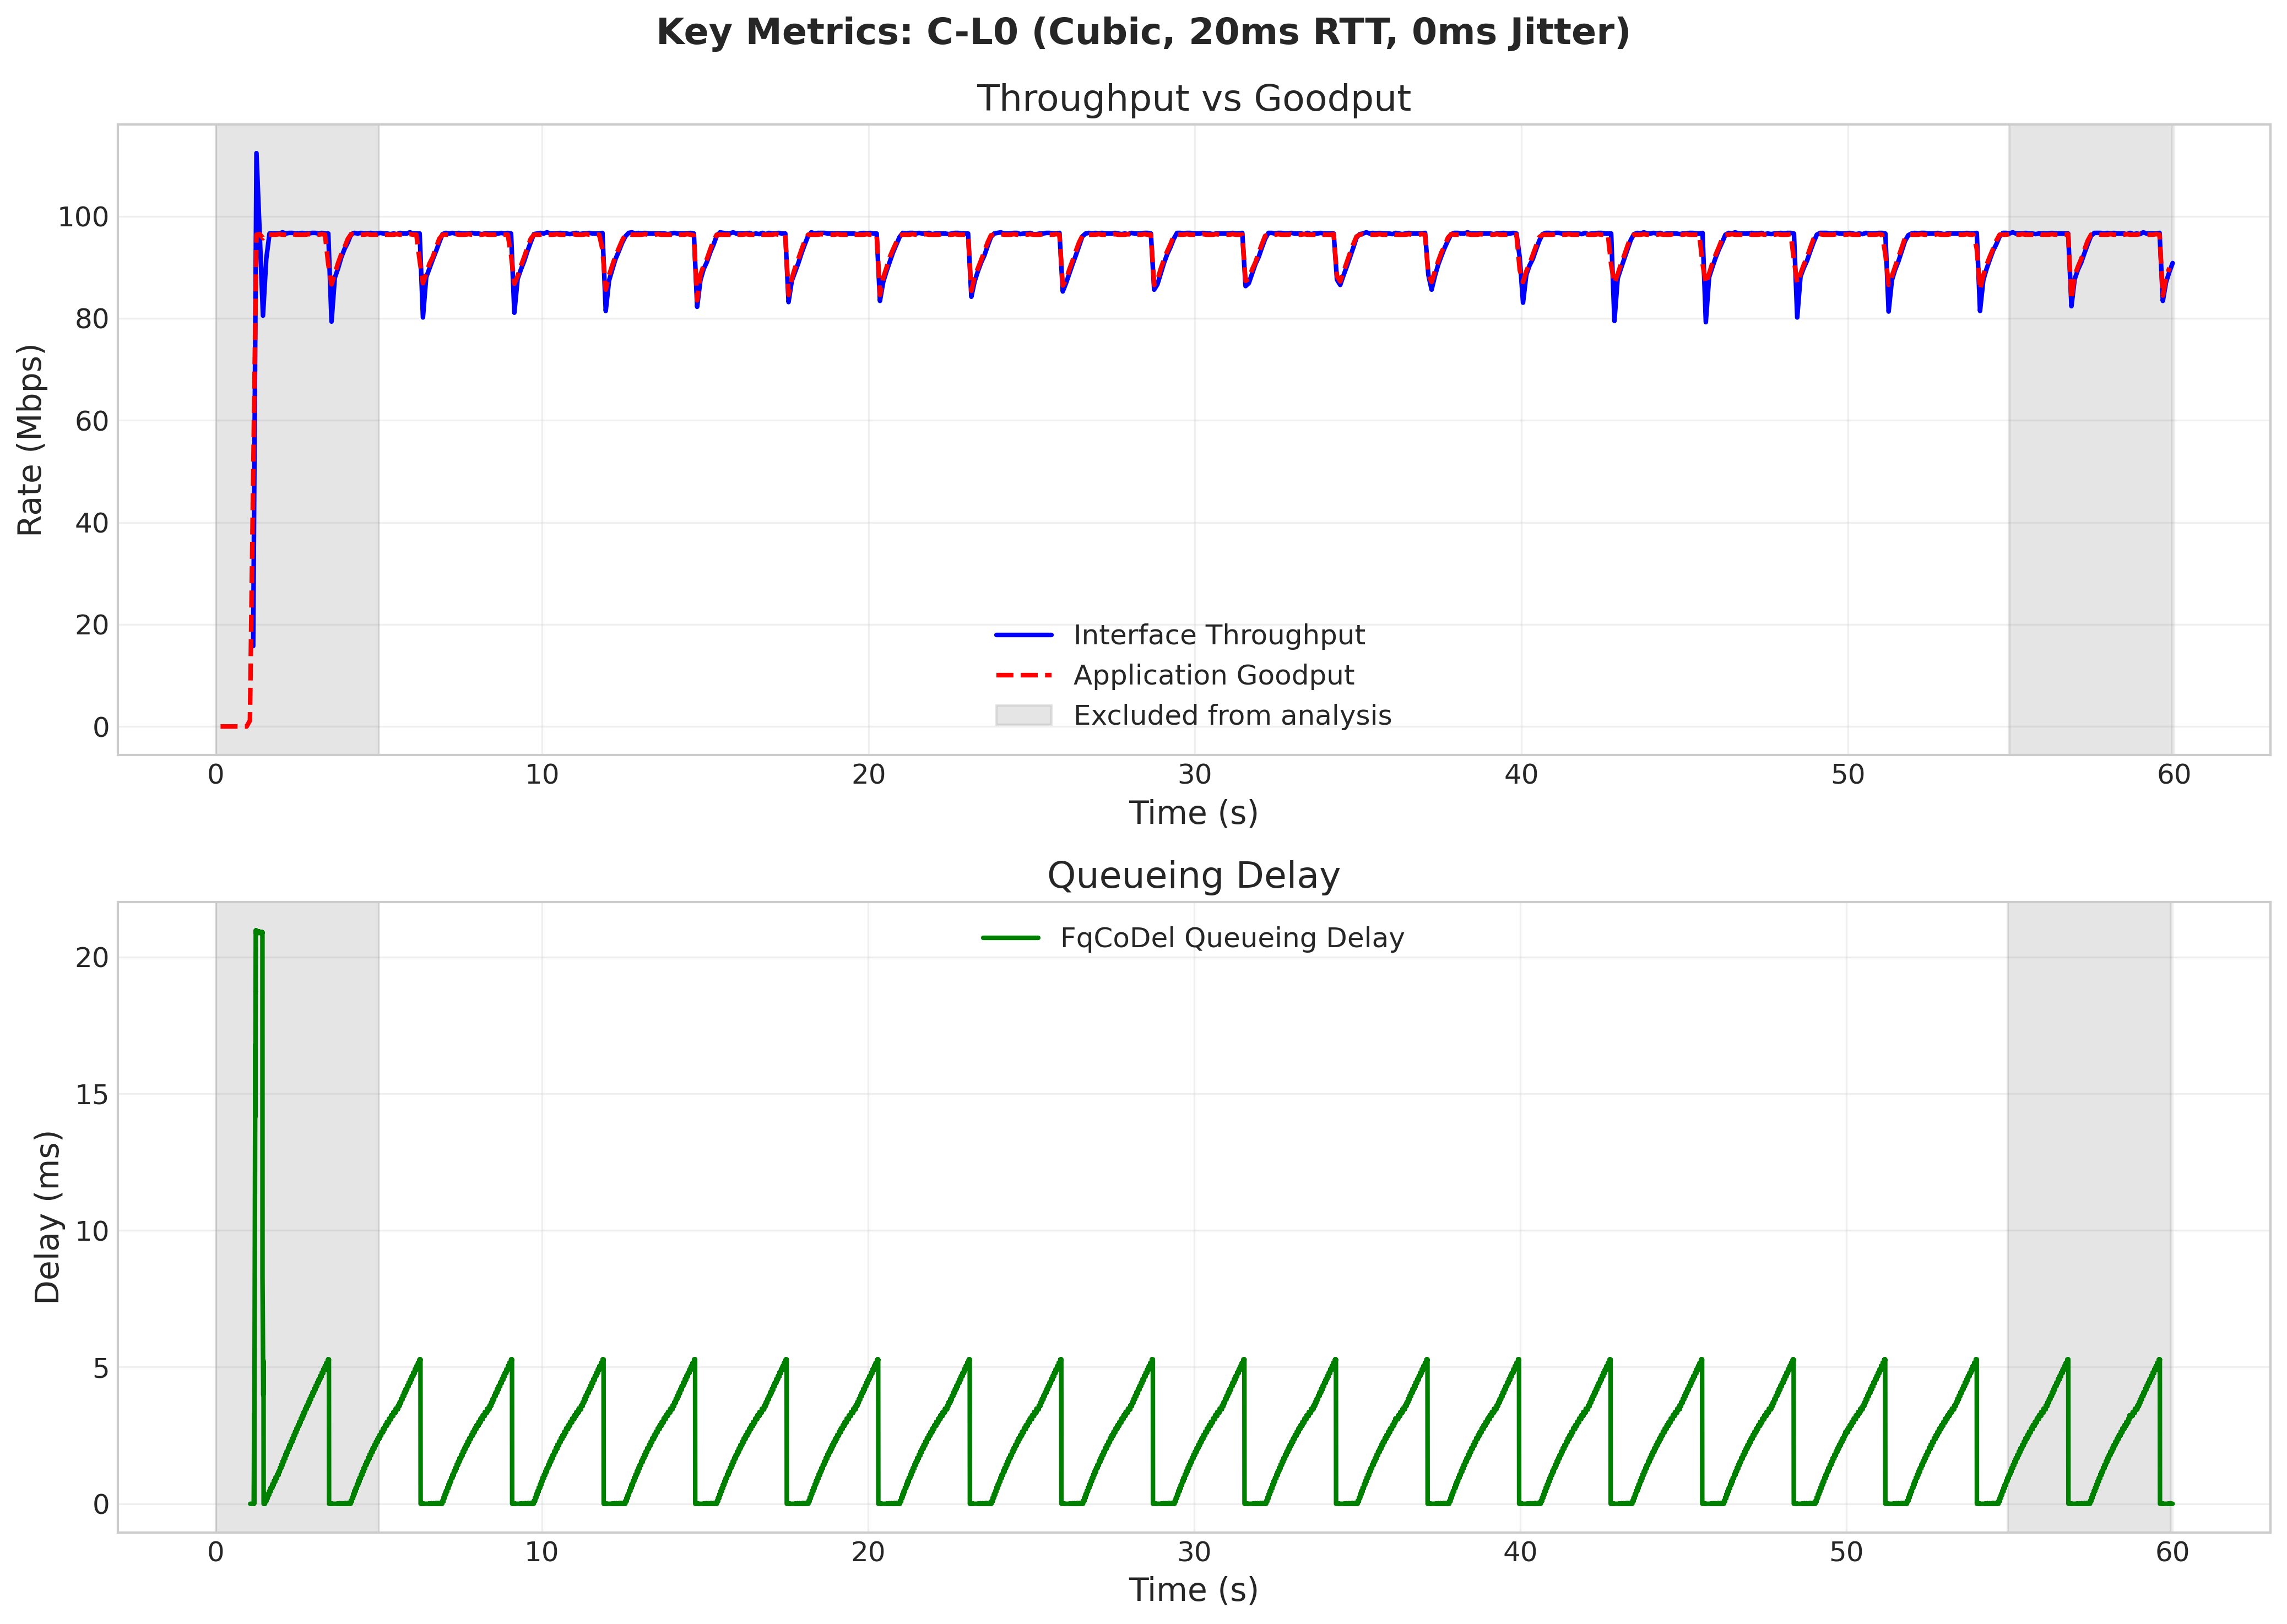 Key Metrics: C-L0 (Cubic, 20ms RTT, 0ms Jitter)
Throughput vs Goodput
Rate (Mbps)
100
80
60
40
20
0
Interface Throughput
Application Goodput
Excluded from analysis
0 10 20 30 40 50 60
Time (s)
Queueing Delay
Delay (ms)
FqCoDel Queueing Delay
20
15
10
5
0
0 10 20 30 40 50 60
Time (s)